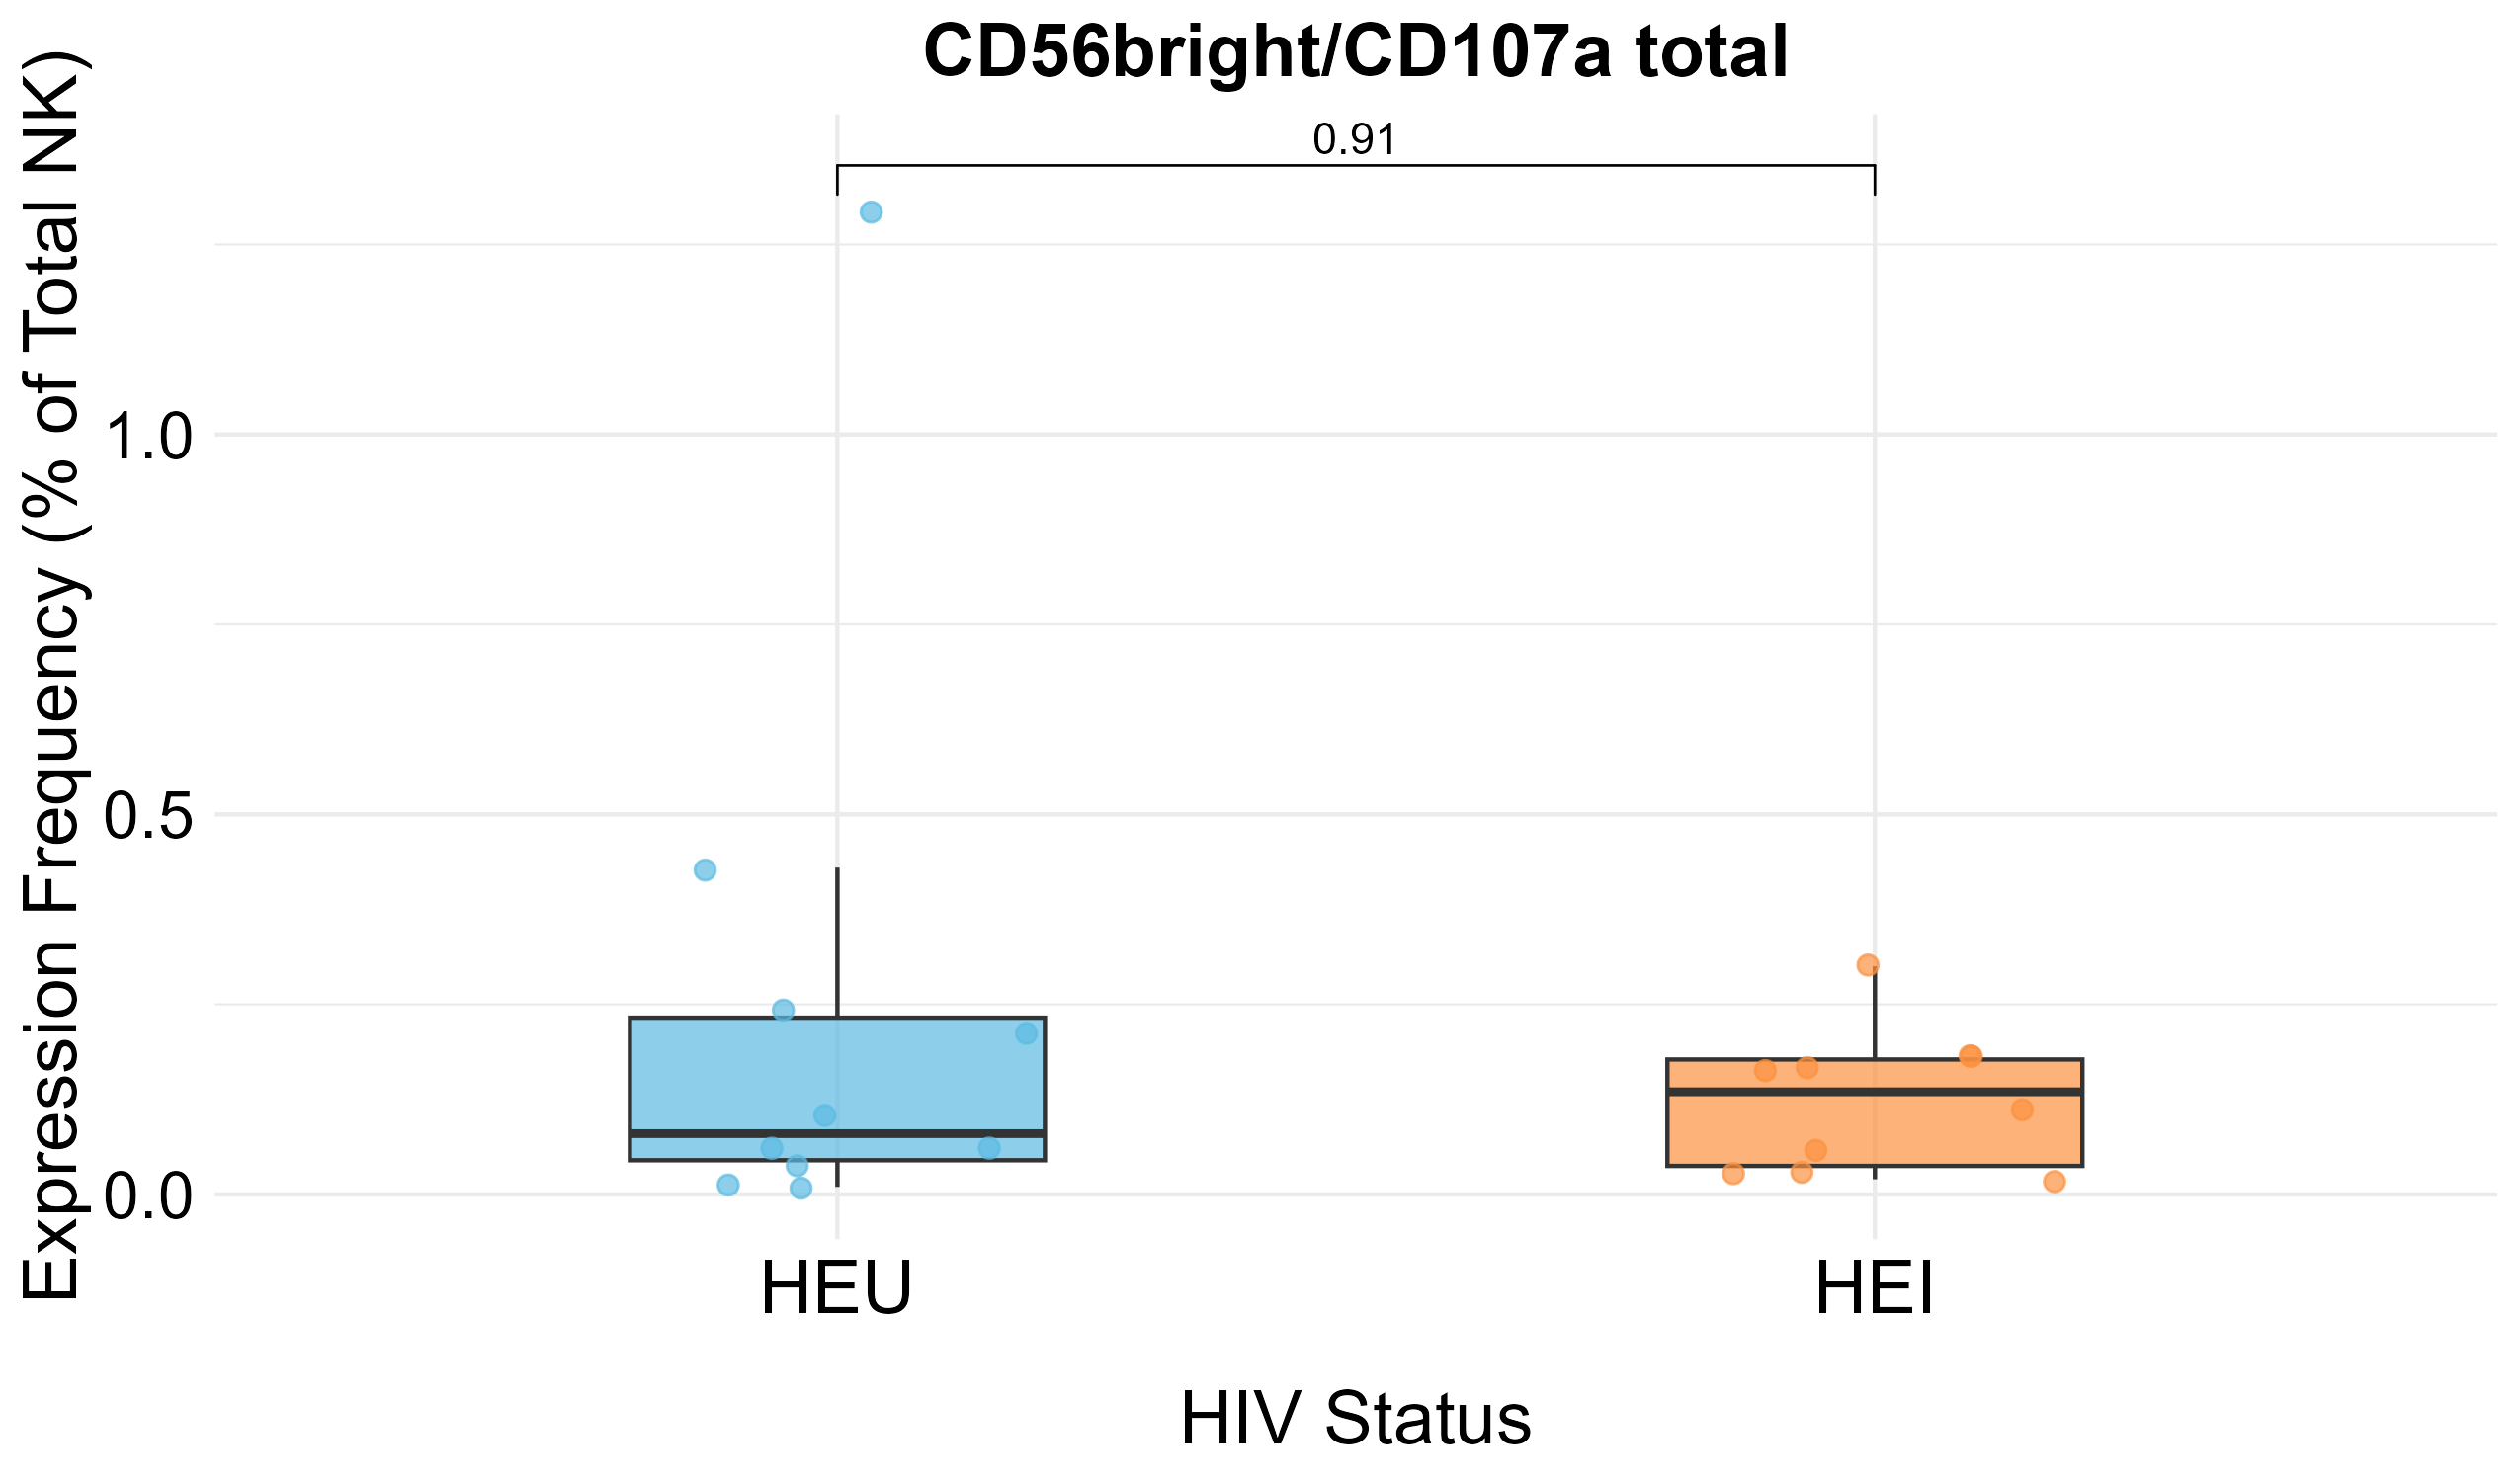 CD56bright/CD107a total
0.91
Expression Frequency (% of Total NK)
1.0
0.5
0.0
HEU
HEI
HIV Status